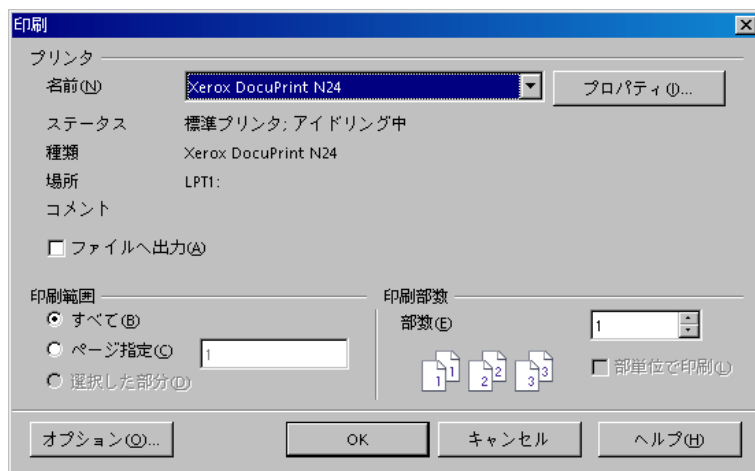 印刷
プリンタ
名前(N) Xerox DocuPrint N24 プロパティ(I)...
ステータス 標準プリンタ; アイドリング中
種類 Xerox DocuPrint N24
場所 LPT1:
コメント
ファイルへ出力(A)
印刷範囲
すべて(B)
ページ指定(C) 1
選択した部分(D)
印刷部数
部数(E) 1
1 1 2 2 3 3
部単位で印刷(L)
オプション(O)... OK キャンセル ヘルプ(H)